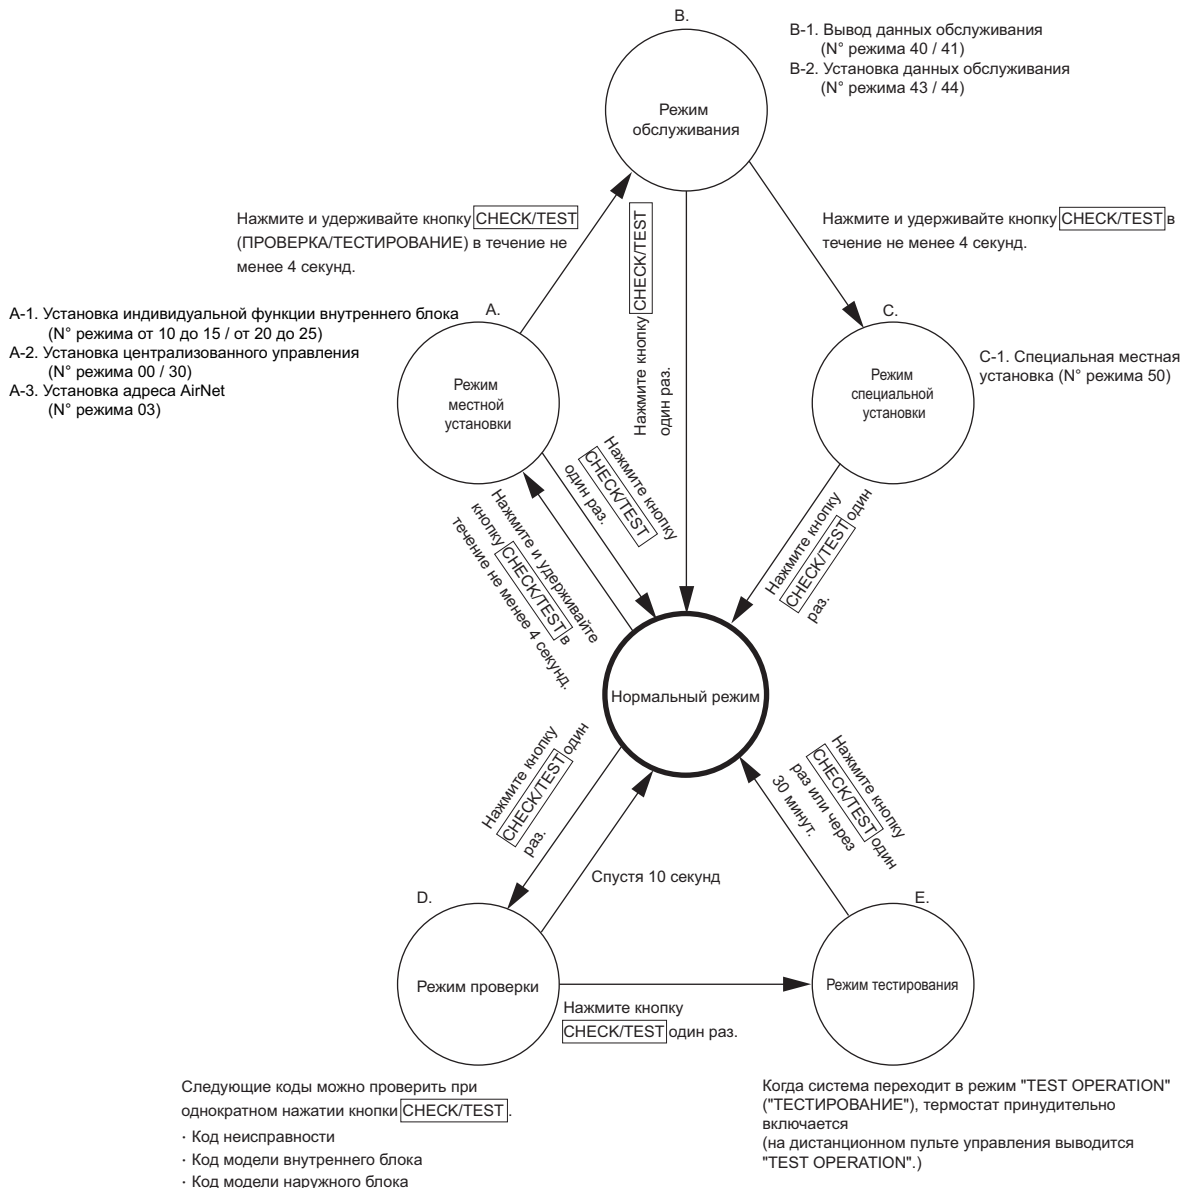 B.
B-1. Вывод данных обслуживания
(N° режима 40 / 41)
B-2. Установка данных обслуживания
(N° режима 43 / 44)
Режим
обслуживания
Нажмите и удерживайте кнопку CHECK/TEST
(ПРОВЕРКА/ТЕСТИРОВАНИЕ) в течение не
менее 4 секунд.
Нажмите кнопку CHECK/TEST
один раз.
Нажмите и удерживайте кнопку CHECK/TEST в
течение не менее 4 секунд.
A-1. Установка индивидуальной функции внутреннего блока
(N° режима от 10 до 15 / от 20 до 25)
A-2. Установка централизованного управления
(N° режима 00 / 30)
A-3. Установка адреса AirNet
(N° режима 03)
A.
Режим
местной
установки
C.
Режим
специальной
установки
C-1. Специальная местная
установка (N° режима 50)
Нажмите кнопку
CHECK/TEST
один раз.
Нажмите и удерживайте
кнопку CHECK/TEST в
течение не менее 4 секунд.
Нажмите кнопку
CHECK/TEST один
раз.
Нормальный режим
Нажмите кнопку
CHECK/TEST один
раз.
Нажмите кнопку
CHECK/TEST один
раз или через
30 минут.
Спустя 10 секунд
D.
Режим проверки
Нажмите кнопку
CHECK/TEST один раз.
E.
Режим тестирования
Следующие коды можно проверить при
однократном нажатии кнопки CHECK/TEST.
· Код неисправности
· Код модели внутреннего блока
· Код модели наружного блока
Когда система переходит в режим "TEST OPERATION"
("ТЕСТИРОВАНИЕ"), термостат принудительно
включается
(на дистанционном пульте управления выводится
"TEST OPERATION".)